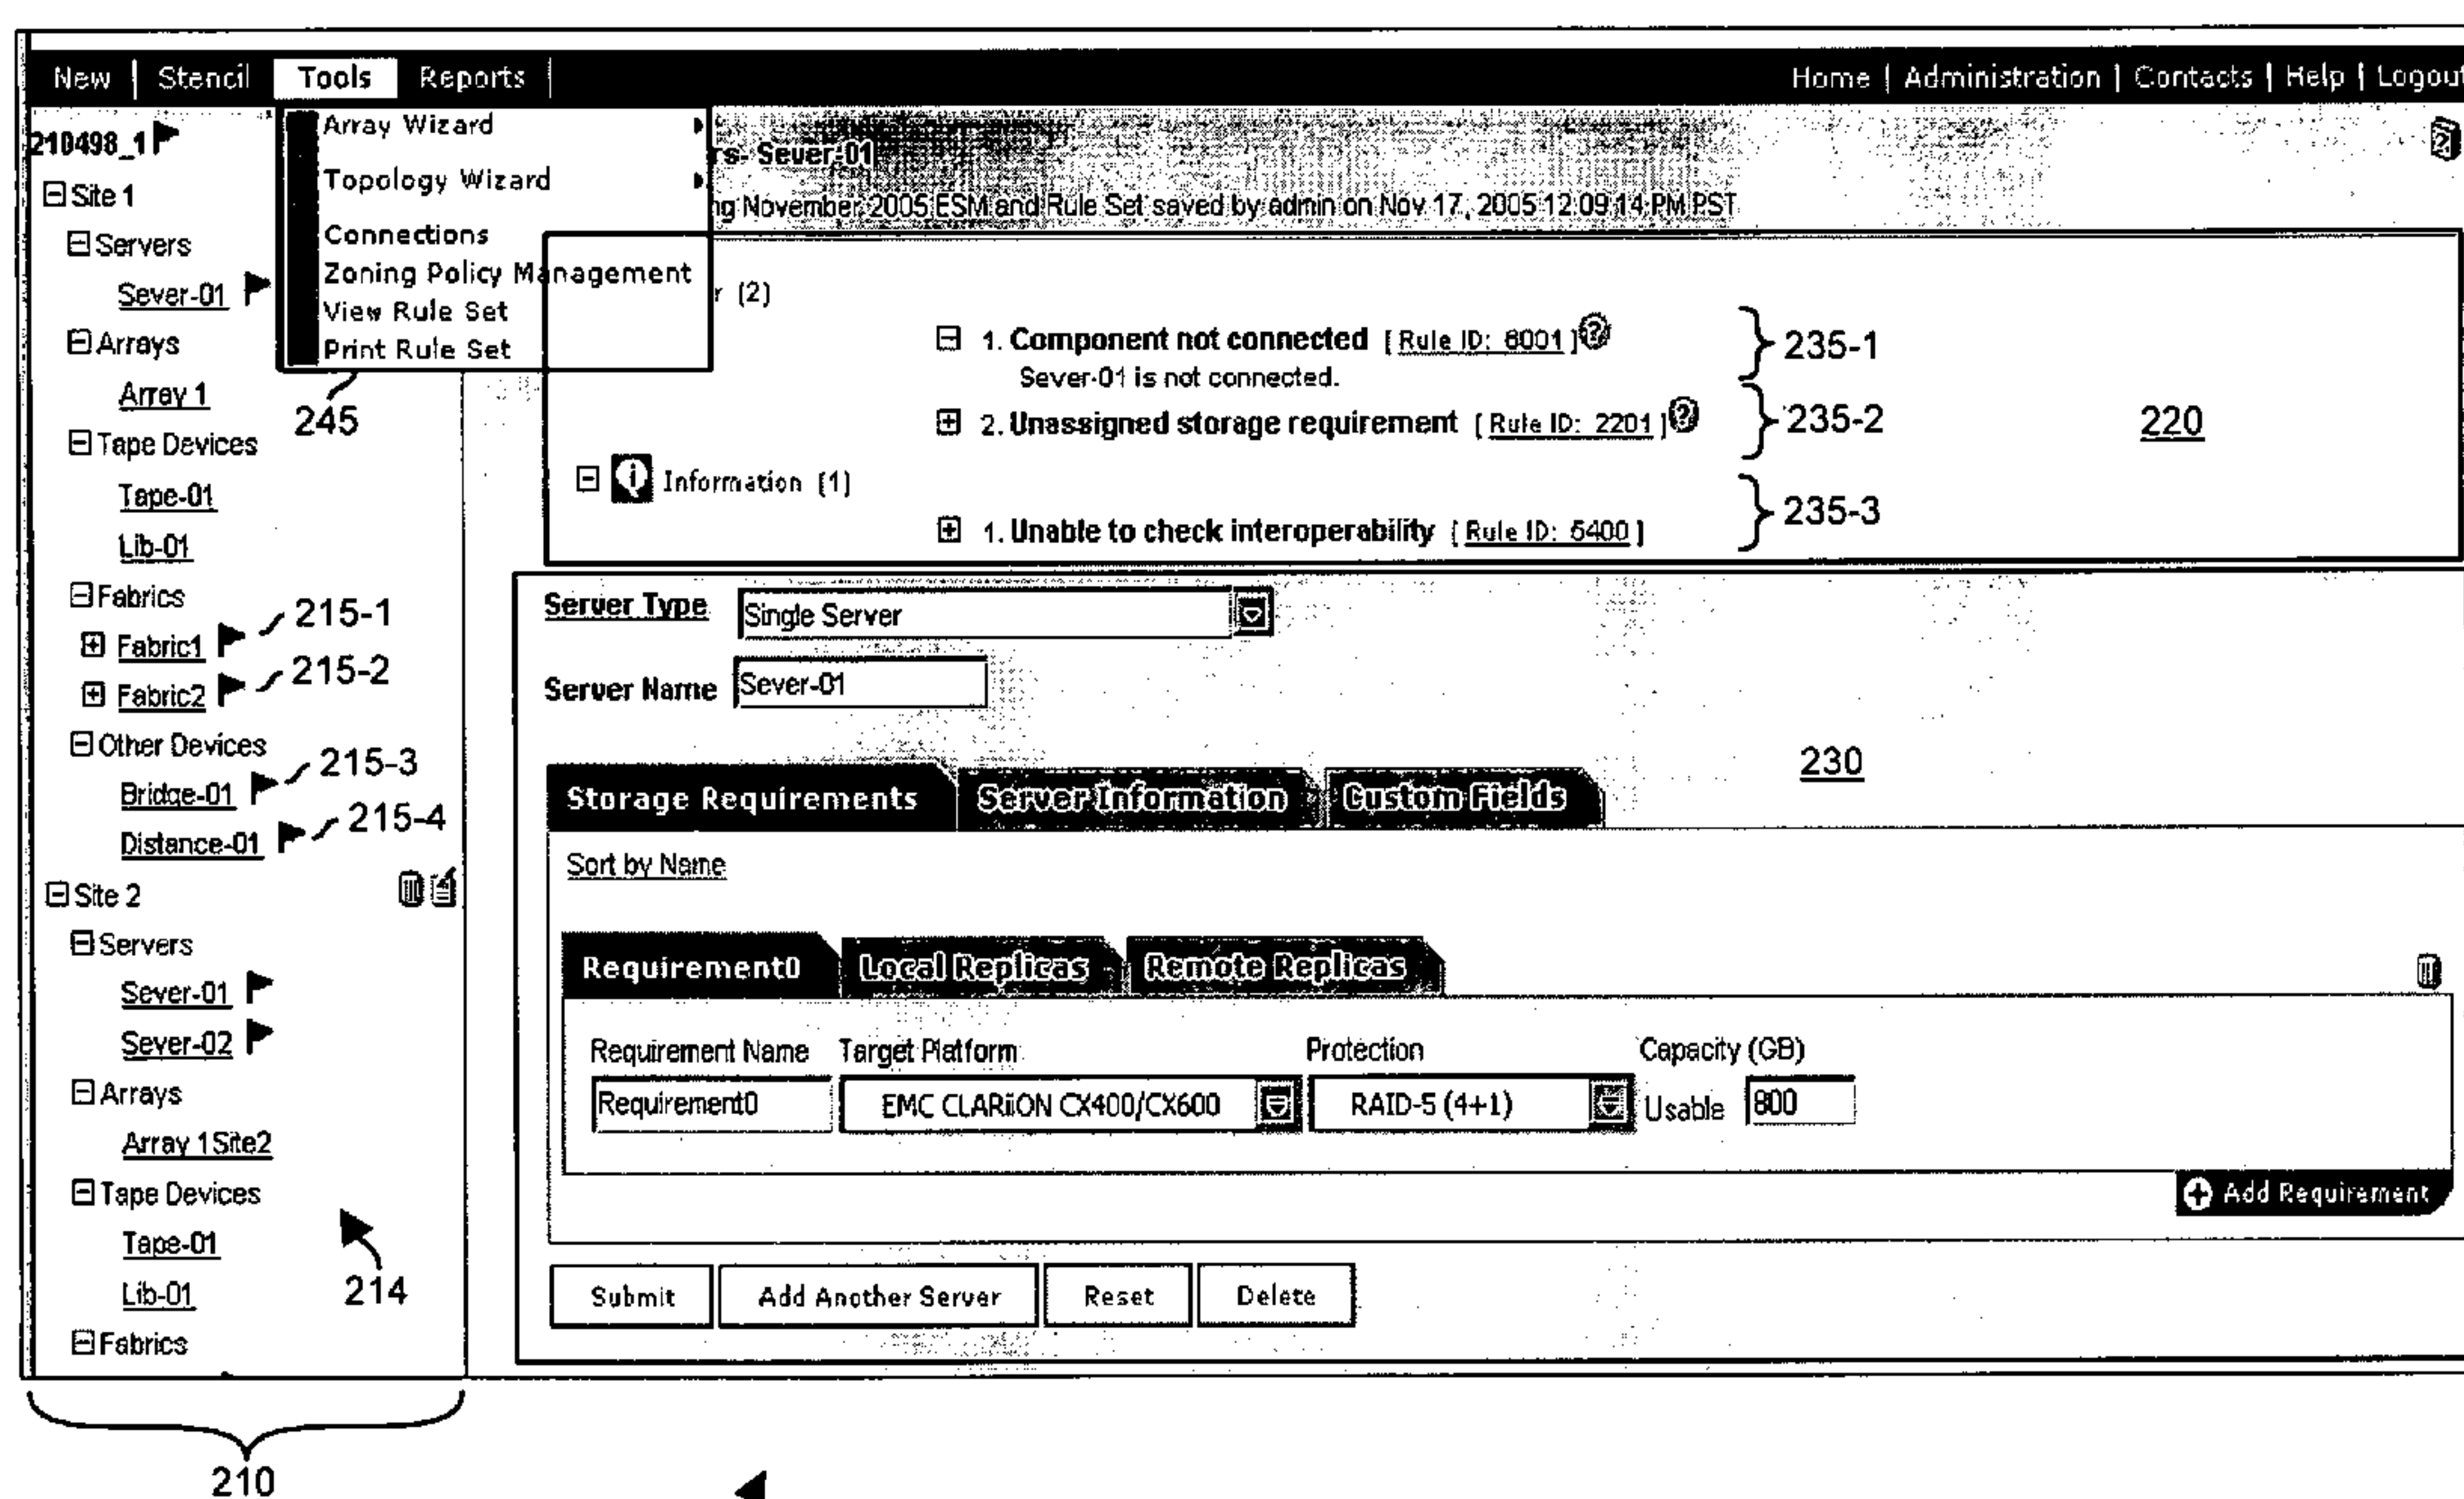 New | Stencil Tools Reports
Home | Administration | Contacts | Help | Logout
210498_1
Site 1
Servers
Sever-01
Arrays
Array 1
Tape Devices
Tape-01
Lib-01
Fabrics
Fabric1
215-1
Fabric2
215-2
Other Devices
Bridge-01
215-3
Distance-01
215-4
Site 2
Servers
Sever-01
Sever-02
Arrays
Array 1Site2
Tape Devices
Tape-01
Lib-01
214
Fabrics
210
Array Wizard
Topology Wizard
Connections
Zoning Policy Management
View Rule Set
Print Rule Set
245
rs- Sever-01
ng November 2005 ESM and Rule Set saved by admin on Nov 17, 2005 12:09:14 PM PST
r (2)
1. Component not connected [ Rule ID: 8001 ]
Sever-01 is not connected.
235-1
2. Unassigned storage requirement [ Rule ID: 2201 ]
235-2
220
Information (1)
235-3
1. Unable to check interoperability [ Rule ID: 5400 ]
Server Type Single Server
Server Name Sever-01
230
Storage Requirements Server Information Custom Fields
Sort by Name
Requirement0 Local Replicas Remote Replicas
Requirement Name Target Platform Protection Capacity (GB)
Requirement0 EMC CLARiiON CX400/CX600 RAID-5 (4+1) Usable 800
Add Requirement
Submit Add Another Server Reset Delete